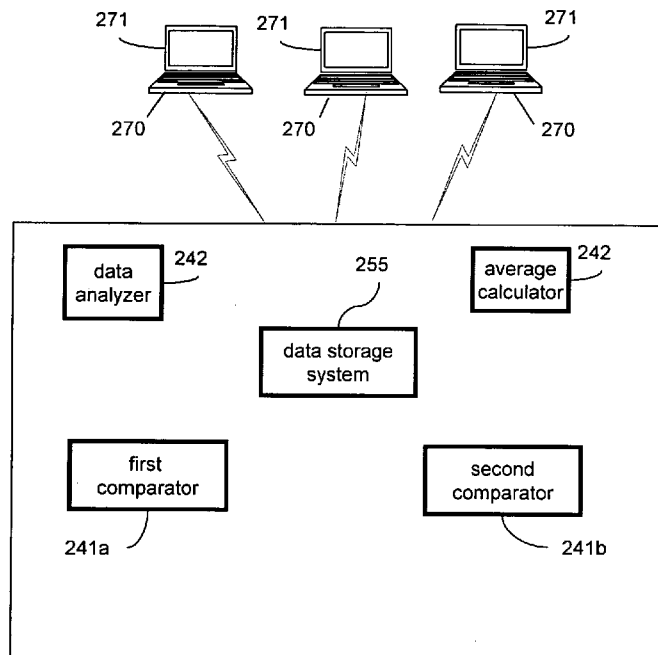 271
271
271
270
270
270
data
analyzer
242
255
242
average
calculator
data storage
system
first
comparator
second
comparator
241a
241b